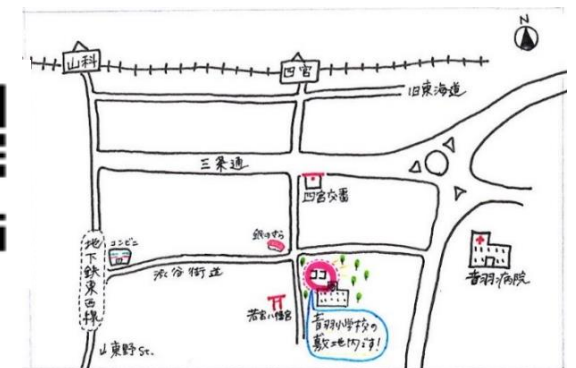 N
山科
四宮
旧東海道
三条通
四宮交番
コンビニ
渋谷街道
地下鉄東西線
ココ
音羽病院
若宮八幡宮
音羽小学校の
敷地内です!
東野St.